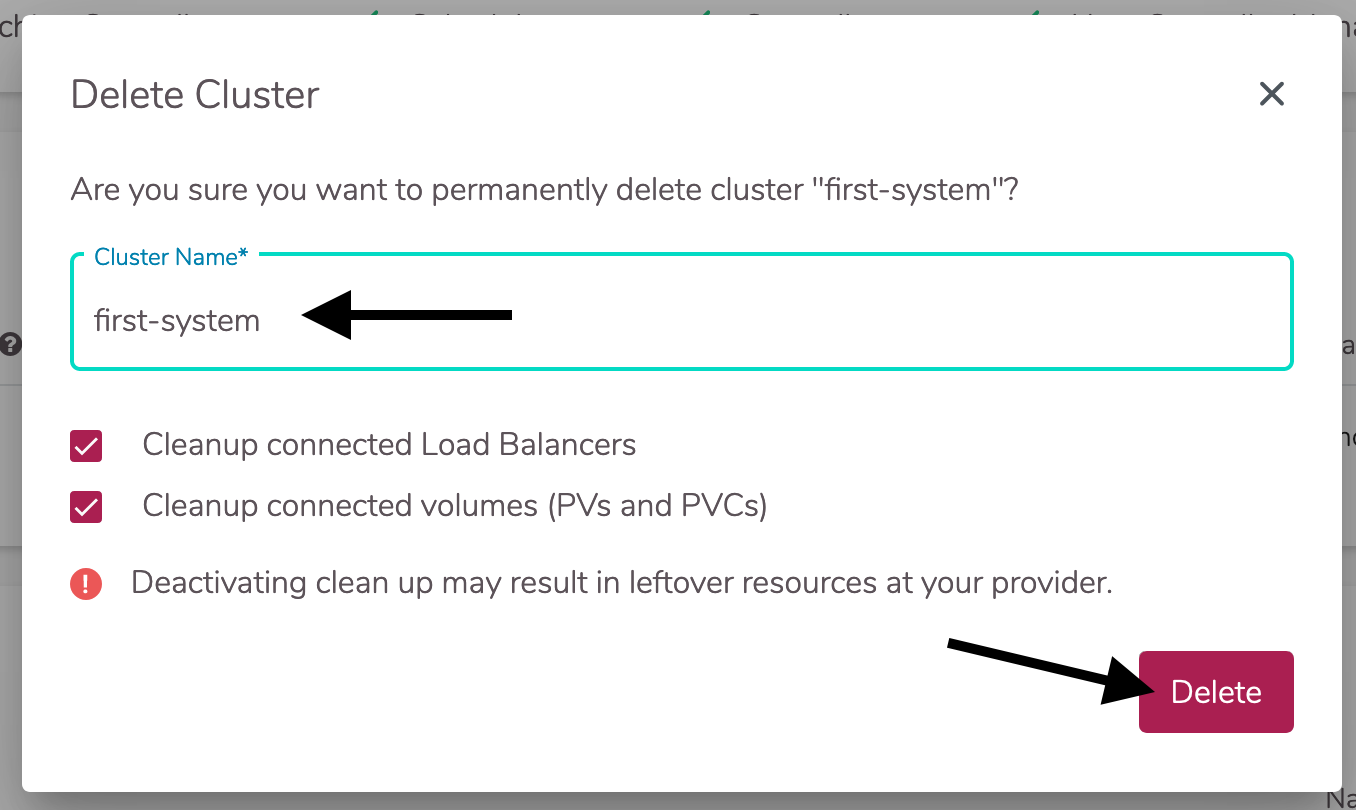 Delete Cluster
Are you sure you want to permanently delete cluster "first-system"?
Cluster Name*
first-system
Cleanup connected Load Balancers
Cleanup connected volumes (PVs and PVCs)
Deactivating clean up may result in leftover resources at your provider.
Delete